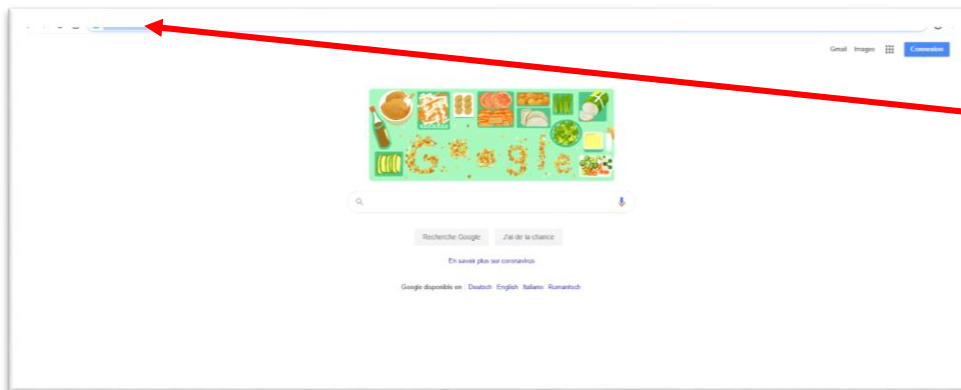 Gmail Images
Connexion
G gle
Recherche Google J'ai de la chance
En savoir plus sur coronavirus
Google disponible en : Deutsch English Italiano Rumantsch